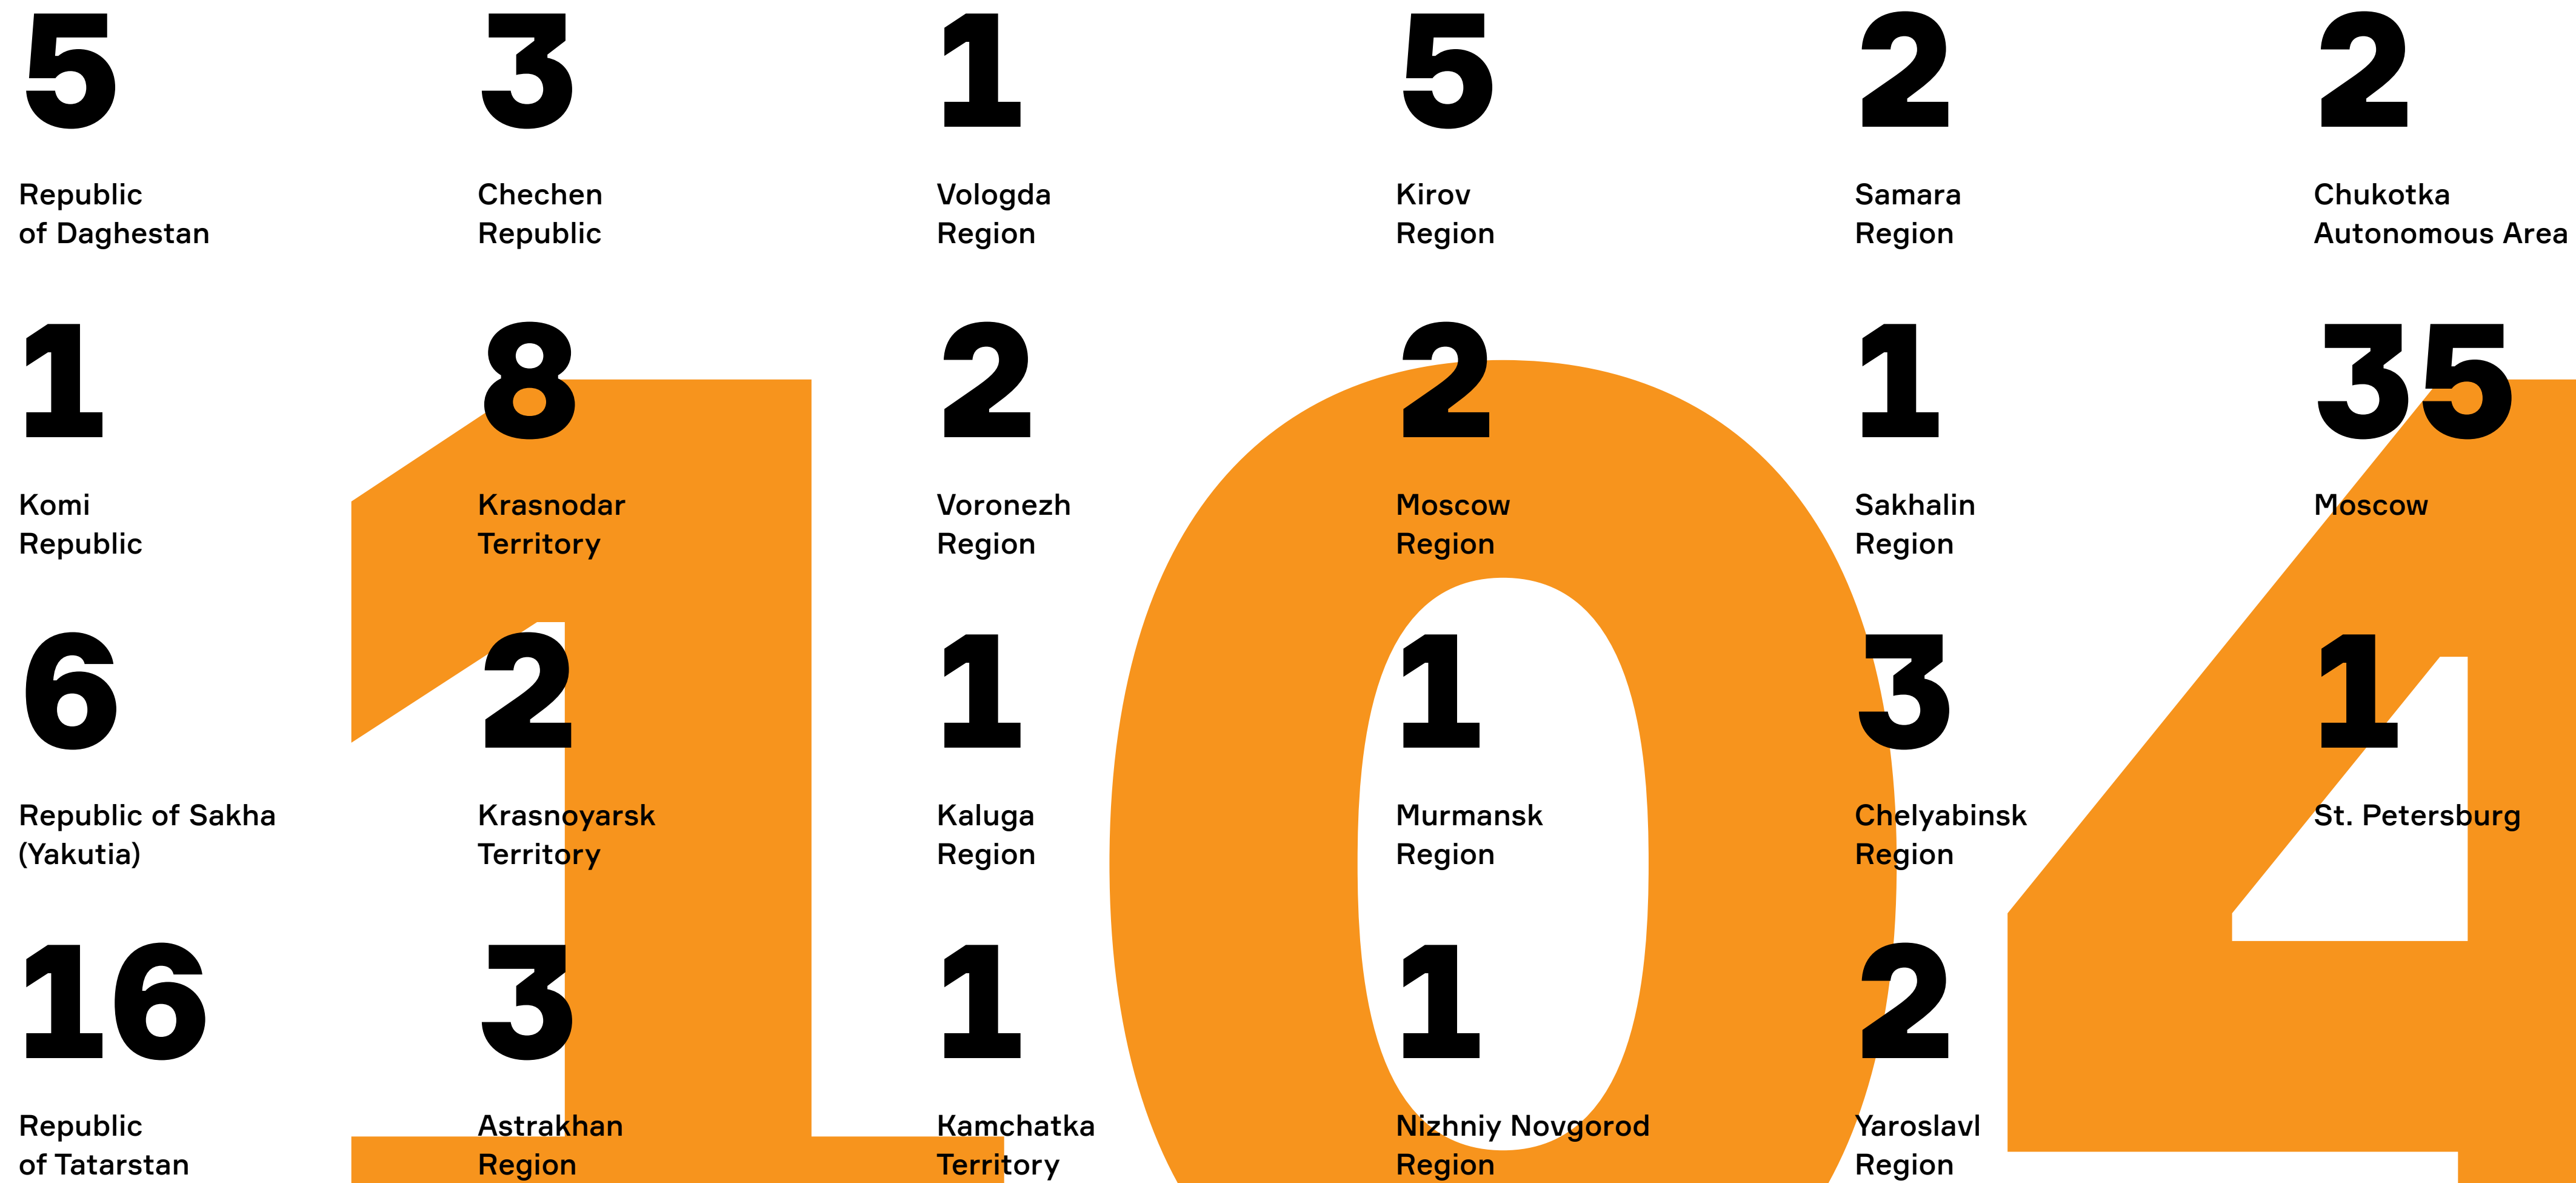 5
Republic
of Daghestan
3
Chechen
Republic
1
Vologda
Region
5
Kirov
Region
2
Samara
Region
2
Chukotka
Autonomous Area
1
Komi
Republic
8
Krasnodar
Territory
2
Voronezh
Region
2
Moscow
Region
1
Sakhalin
Region
35
Moscow
6
Republic of Sakha
(Yakutia)
2
Krasnoyarsk
Territory
1
Kaluga
Region
1
Murmansk
Region
3
Chelyabinsk
Region
1
St. Petersburg
16
Republic
of Tatarstan
3
Astrakhan
Region
1
Kamchatka
Territory
1
Nizhniy Novgorod
Region
2
Yaroslavl
Region
104